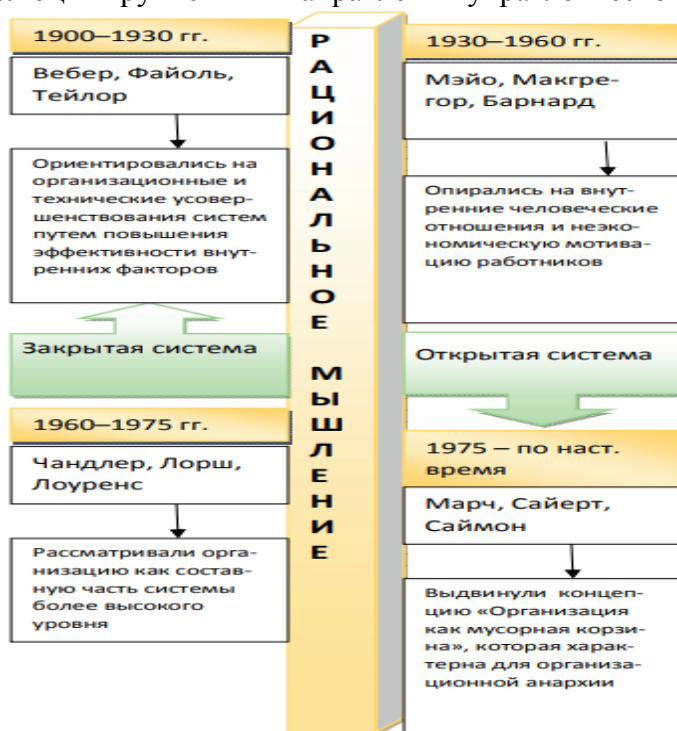 1900–1930 гг.
Вебер, Файоль,
Тейлор
Ориентировались на
организационные и
технические усовер-
шенствования систем
путем повышения
эффективности внут-
ренних факторов
Закрытая система
1960–1975 гг.
Чандлер, Лорш,
Лоуренс
Рассматривали орга-
низацию как состав-
ную часть системы
более высокого
уровня
РАЦИОНАЛЬНОЕ МЫШЛЕНИЕ
1930–1960 гг.
Мэйо, Макгре-
гор, Барнард
Опирались на внут-
ренние человеческие
отношения и неэко-
номическую мотива-
цию работников
Открытая система
1975 – по наст.
время
Марч, Сайерт,
Саймон
Выдвинули концеп-
цию «Организация
как мусорная корзи-
на», которая харак-
терна для организа-
ционной анархии